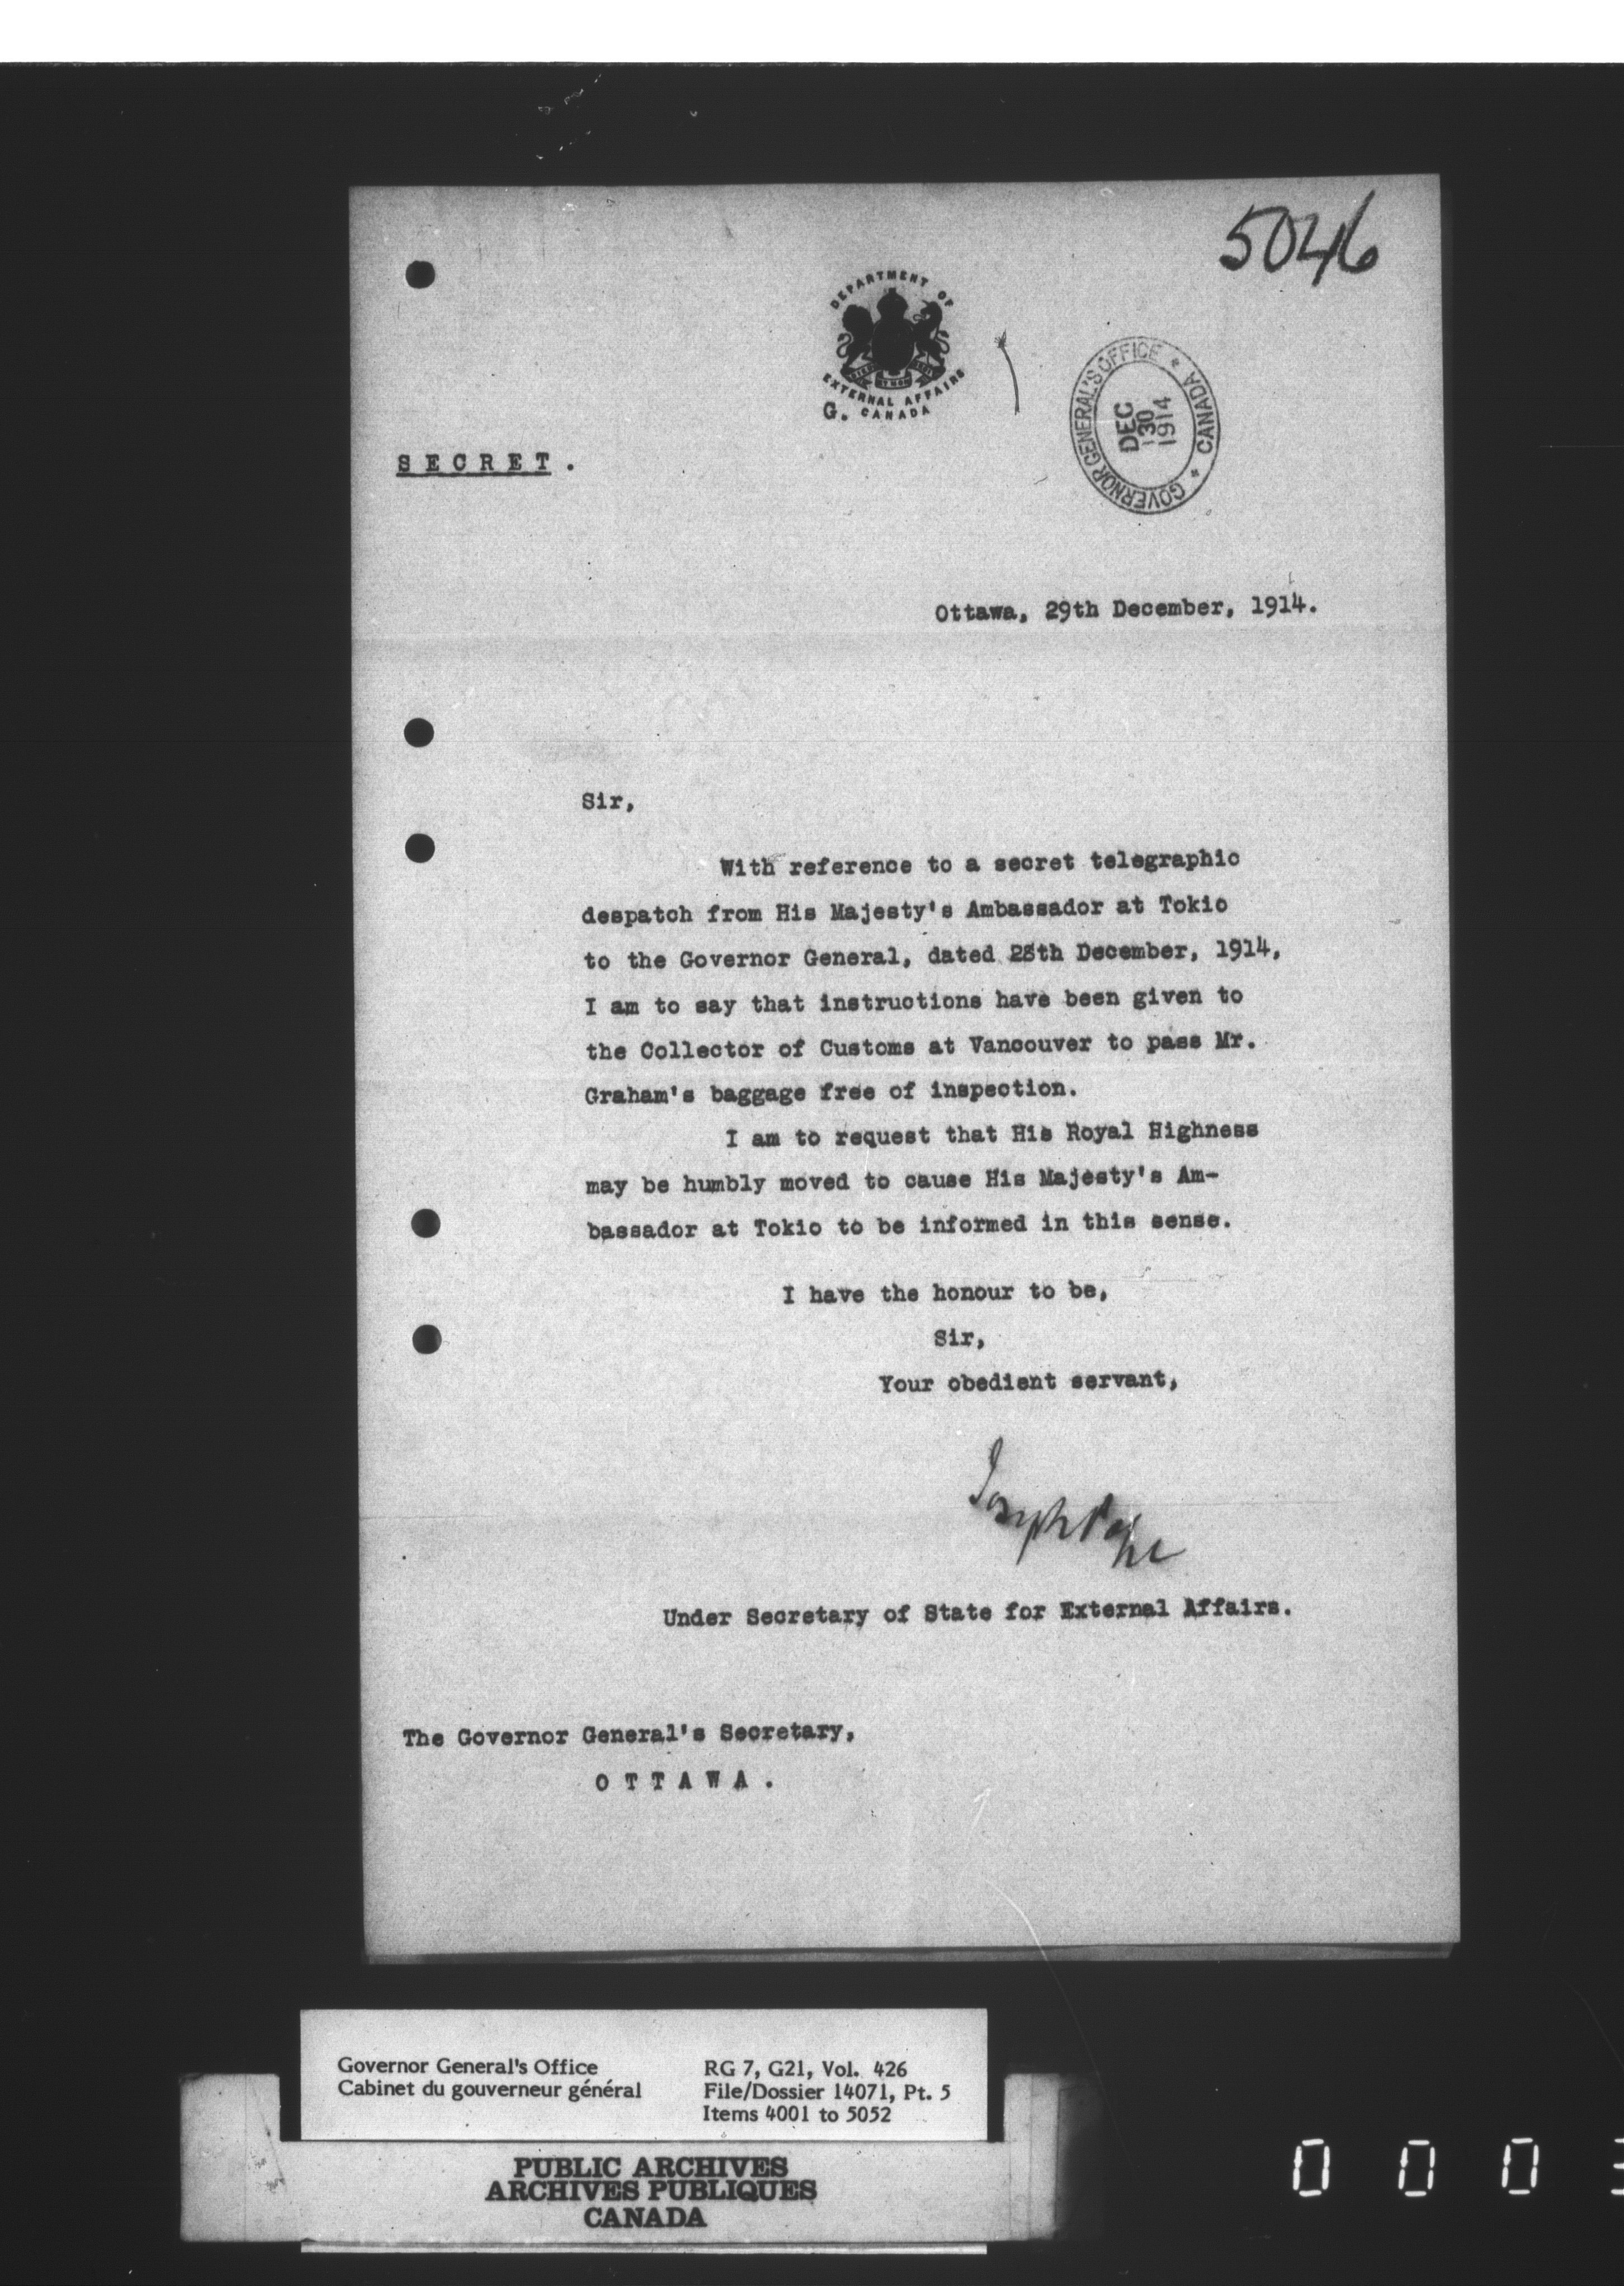 5046
DEPARTMENT OF
EXTERNAL AFFAIRS
G. CANADA
GOVERNOR GENERAL'S OFFICE * CANADA *
DEC
30
1914
SECRET.
Ottawa, 29th December, 1914.
Sir,
With reference to a secret telegraphic
despatch from His Majesty's Ambassador at Tokio
to the Governor General, dated 28th December, 1914,
I am to say that instructions have been given to
the Collector of Customs at Vancouver to pass Mr.
Graham's baggage free of inspection.
I am to request that His Royal Highness
may be humbly moved to cause His Majesty's Am-
bassador at Tokio to be informed in this sense.
I have the honour to be,
Sir,
Your obedient servant,
Joseph Pope
Under Secretary of State for External Affairs.
The Governor General's Secretary,
OTTAWA.
Governor General's Office
Cabinet du gouverneur général
RG 7, G21, Vol. 426
File/Dossier 14071, Pt. 5
Items 4001 to 5052
PUBLIC ARCHIVES
ARCHIVES PUBLIQUES
CANADA
0 0 0